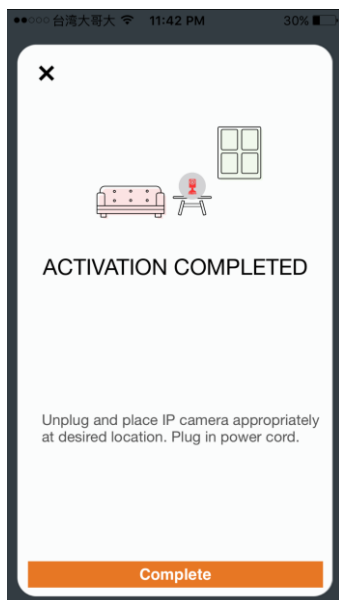 台湾大哥大 11:42 PM 30%
ACTIVATION COMPLETED
Unplug and place IP camera appropriately
at desired location. Plug in power cord.
Complete